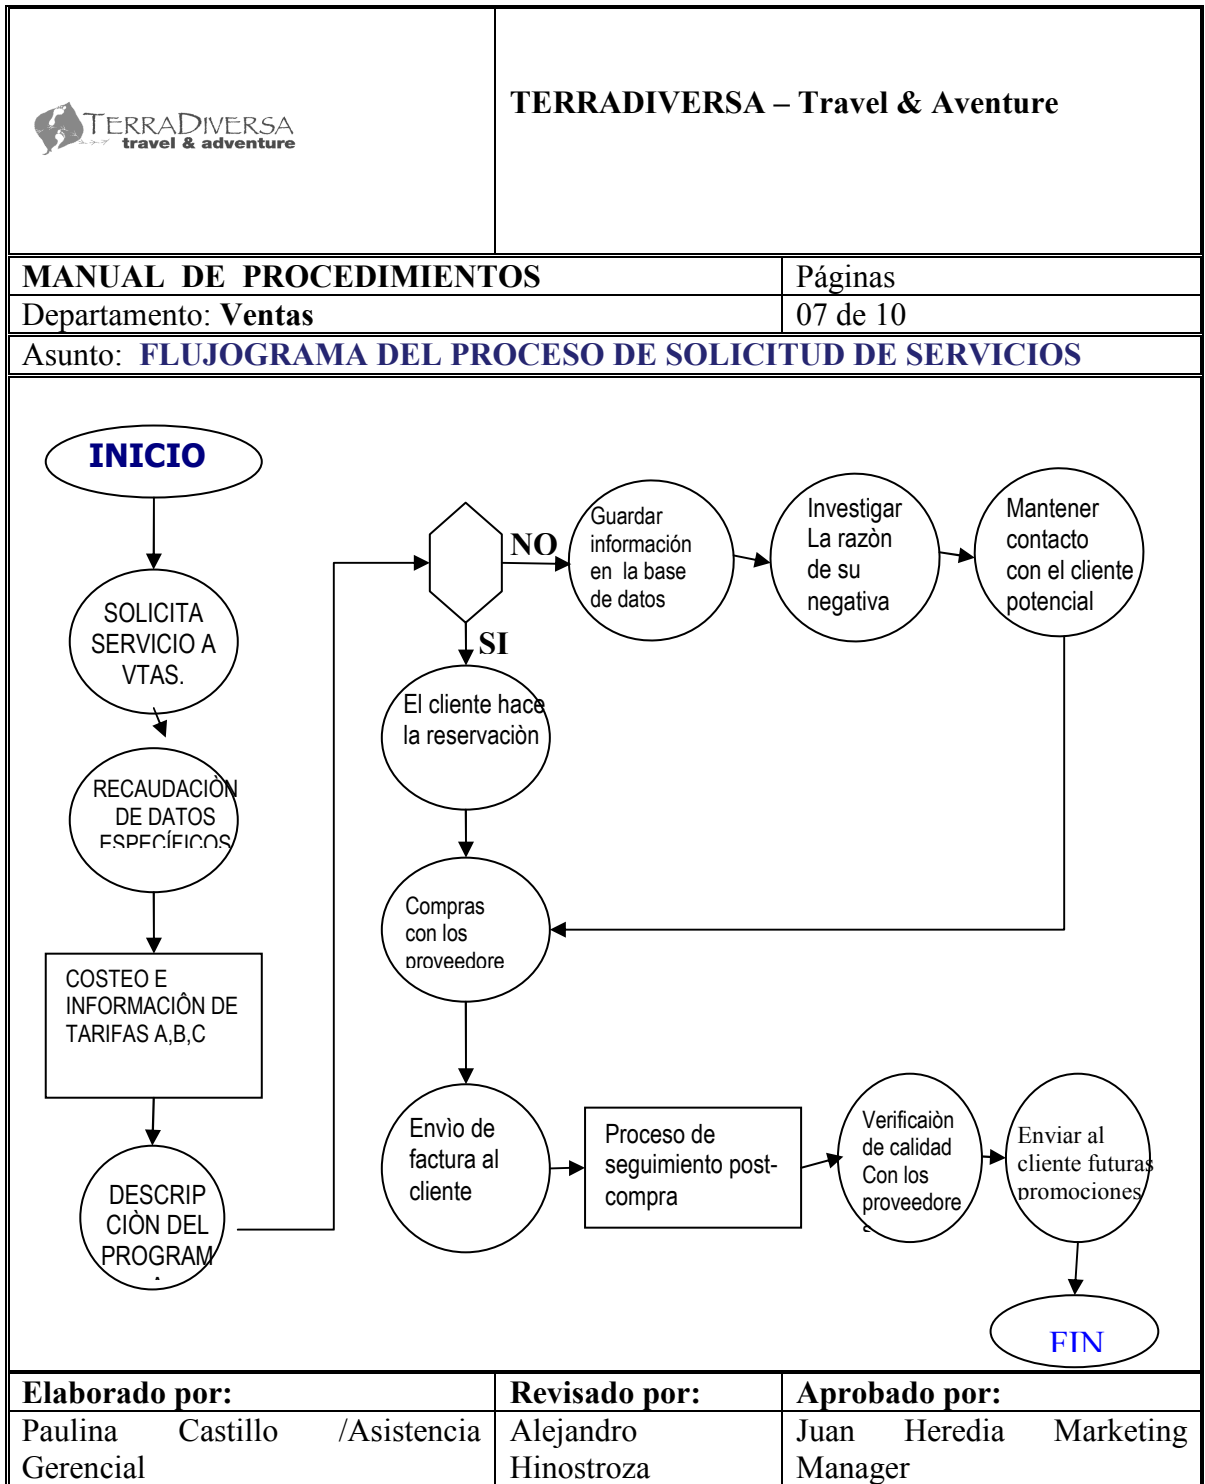 TERRADIVERSA
travel & adventure
TERRADIVERSA – Travel & Aventure
MANUAL DE PROCEDIMIENTOS
Páginas
Departamento: Ventas
07 de 10
Asunto: FLUJOGRAMA DEL PROCESO DE SOLICITUD DE SERVICIOS
INICIO
SOLICITA
SERVICIO A
VTAS.
RECAUDACIÒN
DE DATOS
ESPECÍFICOS
COSTEO E
INFORMACIÔN DE
TARIFAS A,B,C
DESCRIP
CIÒN DEL
PROGRAM
NO
SI
Guardar
información
en la base
de datos
Investigar
La razòn
de su
negativa
Mantener
contacto
con el cliente
potencial
El cliente hace
la reservaciòn
Compras
con los
proveedore
Envìo de
factura al
cliente
Proceso de
seguimiento post-
compra
Verificaiòn
de calidad
Con los
proveedore
Enviar al
cliente futuras
promociones
FIN
Elaborado por:
Revisado por:
Aprobado por:
Paulina Castillo /Asistencia
Gerencial
Alejandro
Hinostroza
Juan Heredia Marketing
Manager